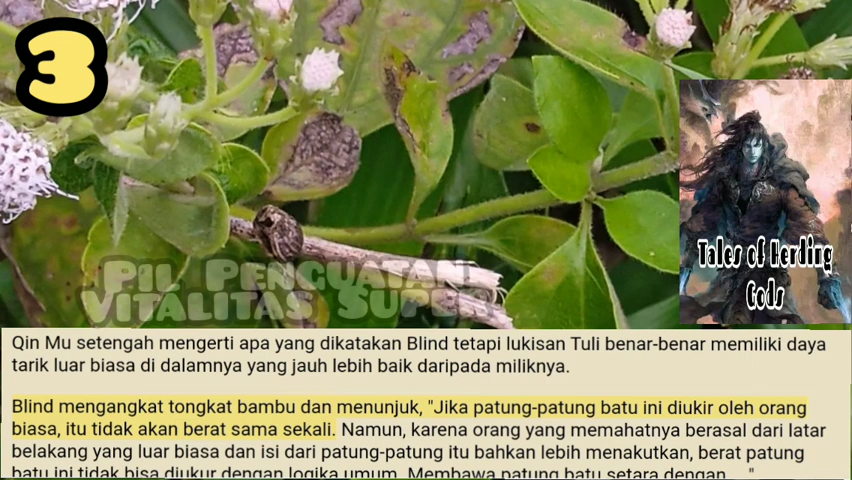 3
Tales of Herding
Gods
Pil Penguatan
Vitalitas Super
Qin Mu setengah mengerti apa yang dikatakan Blind tetapi lukisan Tuli benar-benar memiliki daya
tarik luar biasa di dalamnya yang jauh lebih baik daripada miliknya.
Blind mengangkat tongkat bambu dan menunjuk, "Jika patung-patung batu ini diukir oleh orang
biasa, itu tidak akan berat sama sekali. Namun, karena orang yang memahatnya berasal dari latar
belakang yang luar biasa dan isi dari patung-patung itu bahkan lebih menakutkan, berat patung
batu ini tidak bisa diukur dengan logika umum. Membawa patung batu setara dengan... "